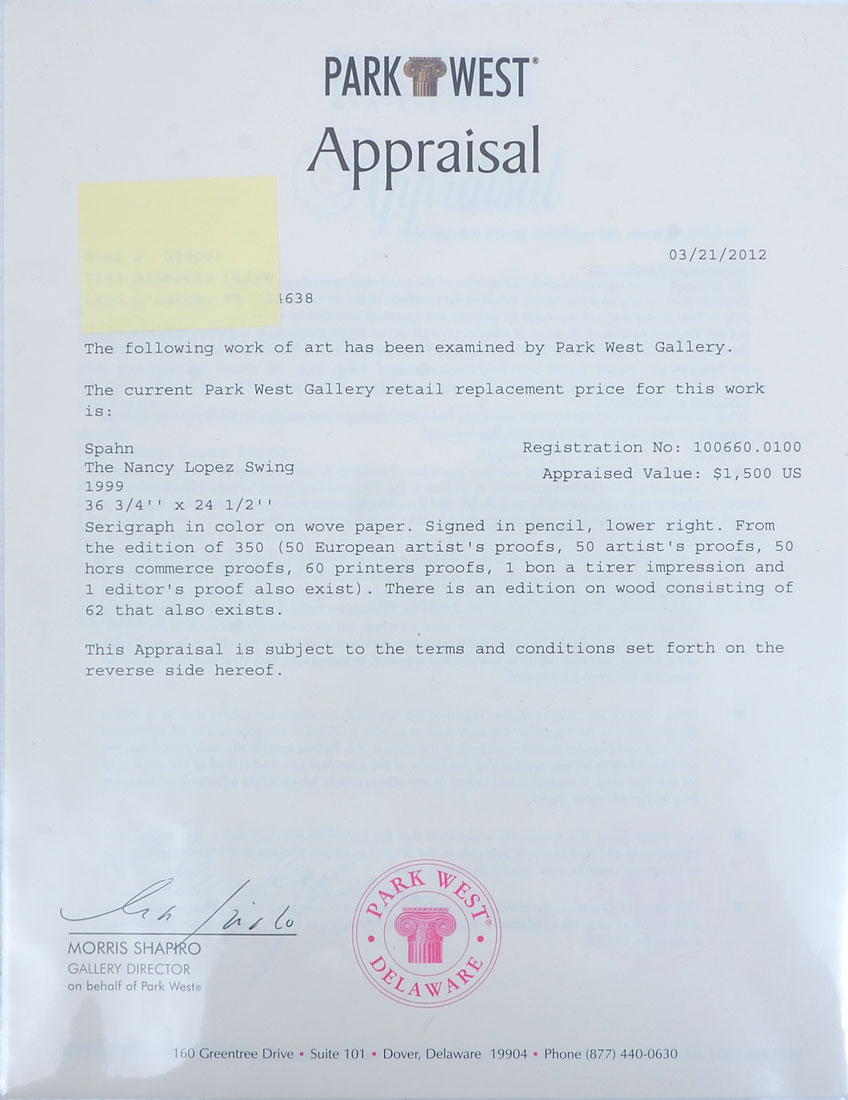 PARK WEST®
Appraisal
03/21/2012
4638
The following work of art has been examined by Park West Gallery.
The current Park West Gallery retail replacement price for this work
is:
Spahn
Registration No: 100660.0100
The Nancy Lopez Swing
Appraised Value: $1,500 US
1999
36 3/4'' x 24 1/2''
Serigraph in color on wove paper. Signed in pencil, lower right. From
the edition of 350 (50 European artist's proofs, 50 artist's proofs, 50
hors commerce proofs, 60 printers proofs, 1 bon a tirer impression and
1 editor's proof also exist). There is an edition on wood consisting of
62 that also exists.
This Appraisal is subject to the terms and conditions set forth on the
reverse side hereof.
MORRIS SHAPIRO
GALLERY DIRECTOR
on behalf of Park West®
PARK WEST®
• DELAWARE •
160 Greentree Drive • Suite 101 • Dover, Delaware 19904 • Phone (877) 440-0630